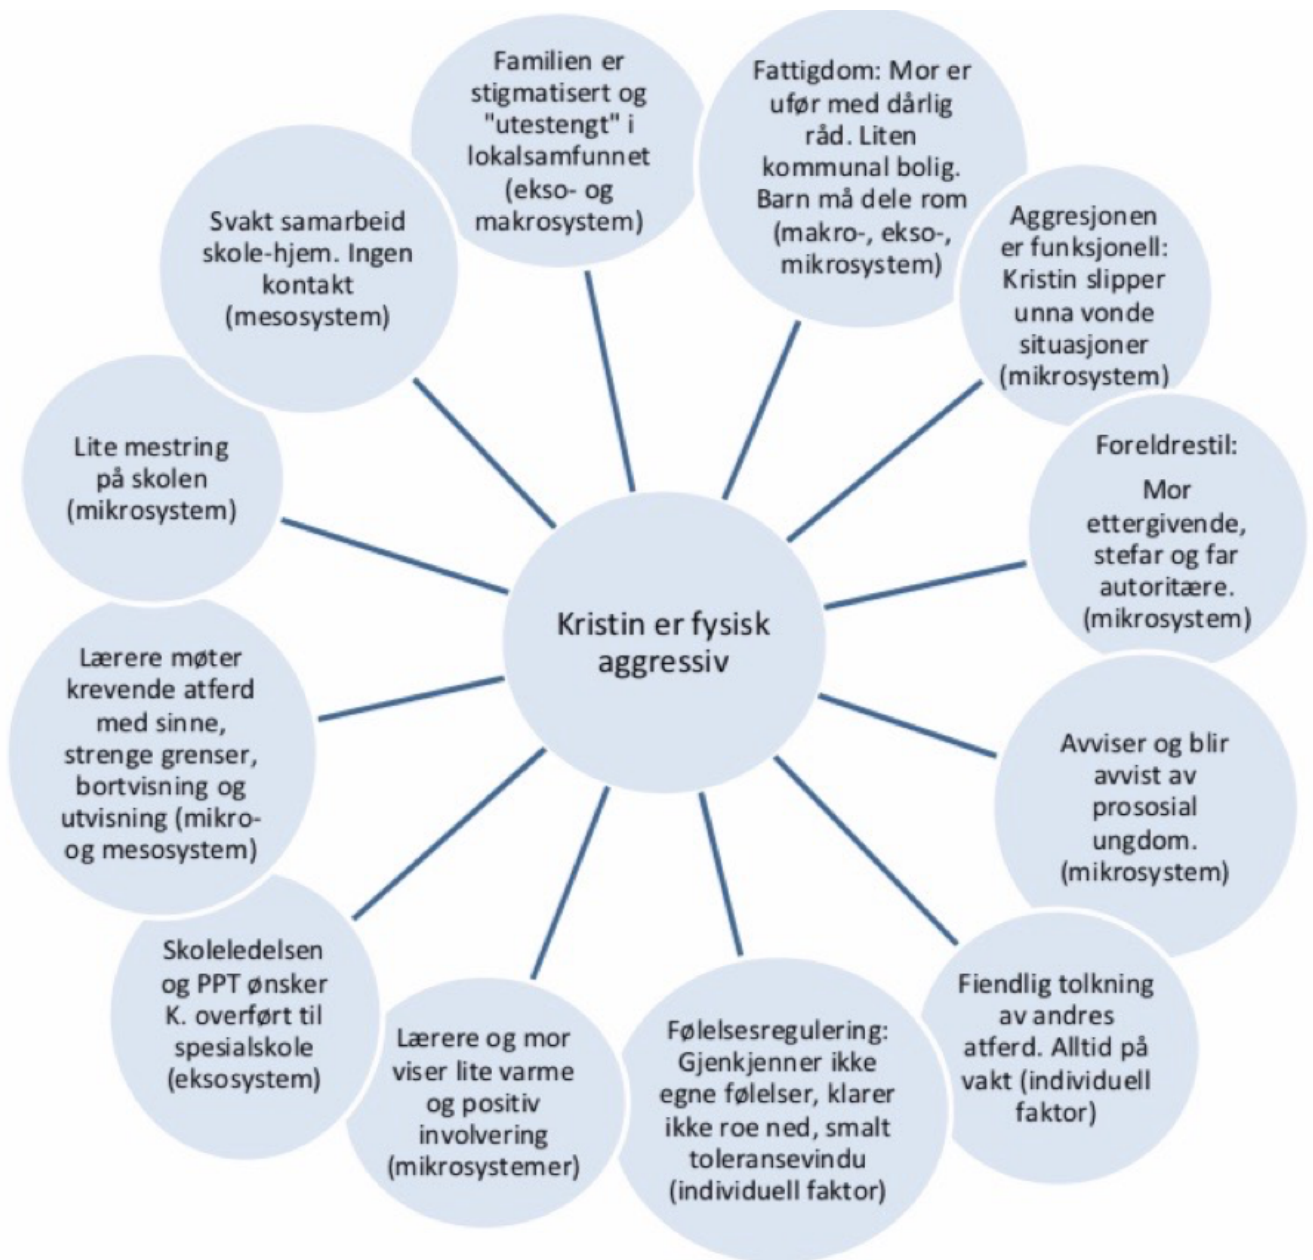 Familien er
stigmatisert og
"utestengt" i
lokalsamfunnet
(ekso- og
makrosystem)
Fattigdom: Mor er
ufør med dårlig
råd. Liten
kommunal bolig.
Barn må dele rom
(makro-, ekso-,
mikrosystem)
Aggresjonen
er funksjonell:
Kristin slipper
unna vonde
situasjoner
(mikrosystem)
Foreldrestil:
Mor
ettergivende,
stefar og far
autoritære.
(mikrosystem)
Avviser og blir
avvist av
prososial
ungdom.
(mikrosystem)
Fiendlig tolkning
av andres
atferd. Alltid på
vakt (individuell
faktor)
Følelsesregulering:
Gjenkjenner ikke
egne følelser, klarer
ikke roe ned, smalt
toleransevindu
(individuell faktor)
Lærere og mor
viser lite varme
og positiv
involvering
(mikrosystemer)
Skoleledelsen
og PPT ønsker
K. overført til
spesialskole
(eksosystem)
Lærere møter
krevende atferd
med sinne,
strenge grenser,
bortvisning og
utvisning (mikro-
og mesosystem)
Lite mestring
på skolen
(mikrosystem)
Svakt samarbeid
skole-hjem. Ingen
kontakt
(mesosystem)
Kristin er fysisk
aggressiv